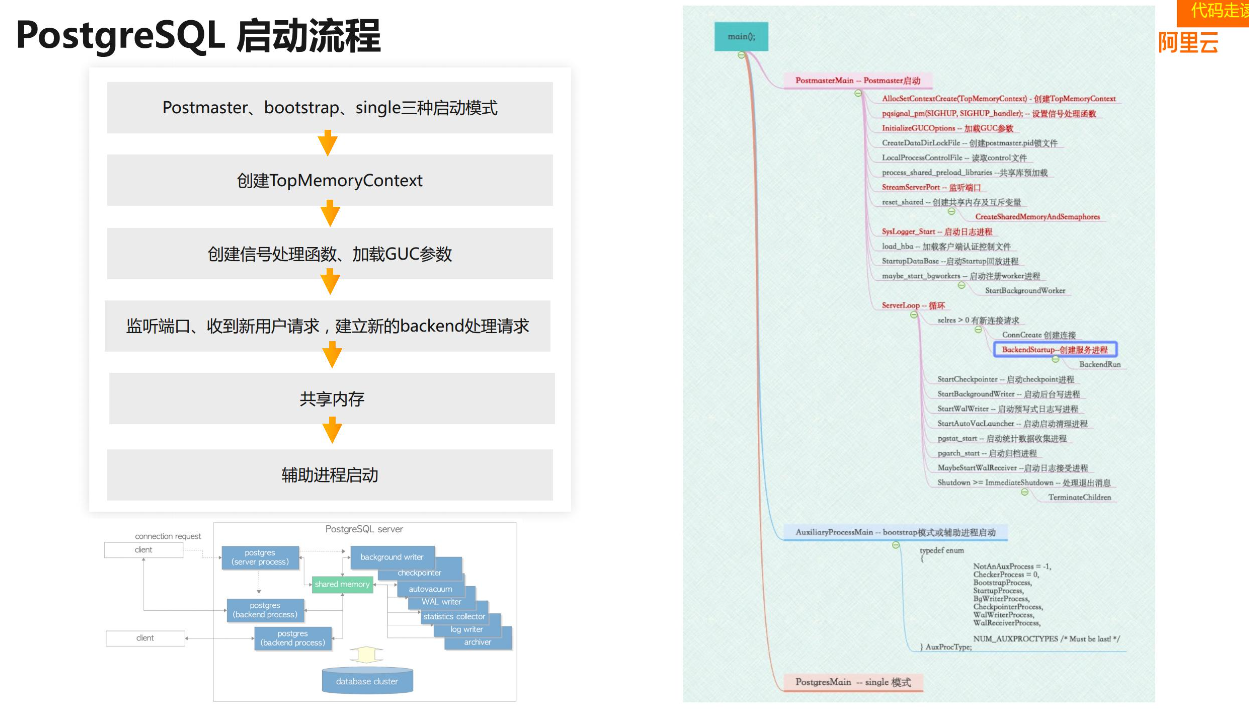 PostgreSQL 启动流程
Postmaster、bootstrap、single三种启动模式
创建TopMemoryContext
创建信号处理函数、加载GUC参数
监听端口、收到新用户请求，建立新的backend处理请求
共享内存
辅助进程启动
PostgreSQL server
connection request
client
postgres
(server process)
background writer
checkpointer
shared memory
autovacuum
WAL writer
postgres
(backend process)
statistics collector
log writer
postgres
(backend process)
client
archiver
database cluster
代码走读
阿里云
main();
PostmasterMain -- Postmaster启动
AllocSetContextCreate(TopMemoryContext) - 创建TopMemoryContext
pqsignal_pm(SIGHUP, SIGHUP_handler); -- 设置信号处理函数
InitializeGUCOptions -- 加载GUC参数
CreateDataDirLockFile -- 创建postmaster.pid锁文件
LocalProcessControlFile -- 读取control文件
process_shared_preload_libraries --共享库预加载
StreamServerPort -- 监听端口
reset_shared -- 创建共享内存及互斥变量
CreateSharedMemoryAndSemaphores
SysLogger_Start -- 启动日志进程
load_hba -- 加载客户端认证控制文件
StartupDataBase --启动Startup回放进程
maybe_start_bgworkers -- 启动注册worker进程
StartBackgroundWorker
ServerLoop -- 循环
selres > 0 有新连接请求
ConnCreate 创建连接
BackendStartup--创建服务进程
BackendRun
StartCheckpointer -- 启动checkpoint进程
StartBackgroundWriter -- 启动后台写进程
StartWalWriter -- 启动预写式日志写进程
StartAutoVacLauncher -- 启动启动清理进程
pgstat_start -- 启动统计数据收集进程
pgarch_start -- 启动归档进程
MaybeStartWalReceiver --启动日志接受进程
Shutdown >= ImmediateShutdown -- 处理退出消息
TerminateChildren
AuxiliaryProcessMain -- bootstrap模式或辅助进程启动
typedef enum
{
NotAnAuxProcess = -1,
CheckerProcess = 0,
BootstrapProcess,
StartupProcess,
BgWriterProcess,
CheckpointerProcess,
WalWriterProcess,
WalReceiverProcess,
NUM_AUXPROCTYPES /* Must be last! */
} AuxProcType;
PostgresMain -- single 模式